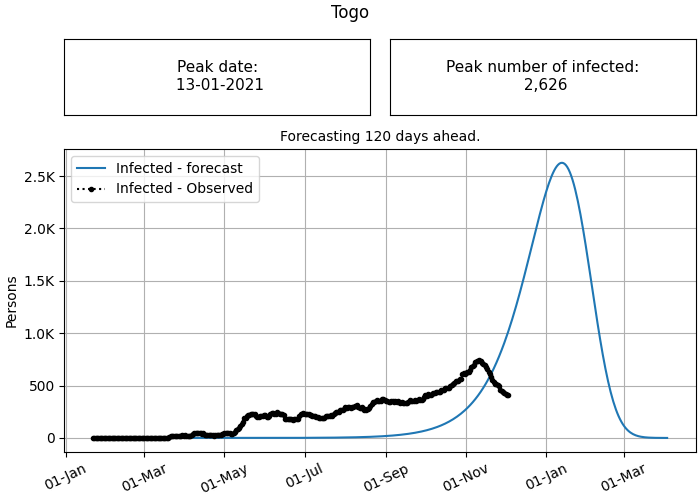 Togo
Peak date:
13-01-2021
Peak number of infected:
2,626
Forecasting 120 days ahead.
Infected - forecast
Infected - Observed
2.5K
2.0K
1.5K
1.0K
500
0
Persons
01-Jan
01-Mar
01-May
01-Jul
01-Sep
01-Nov
01-Jan
01-Mar